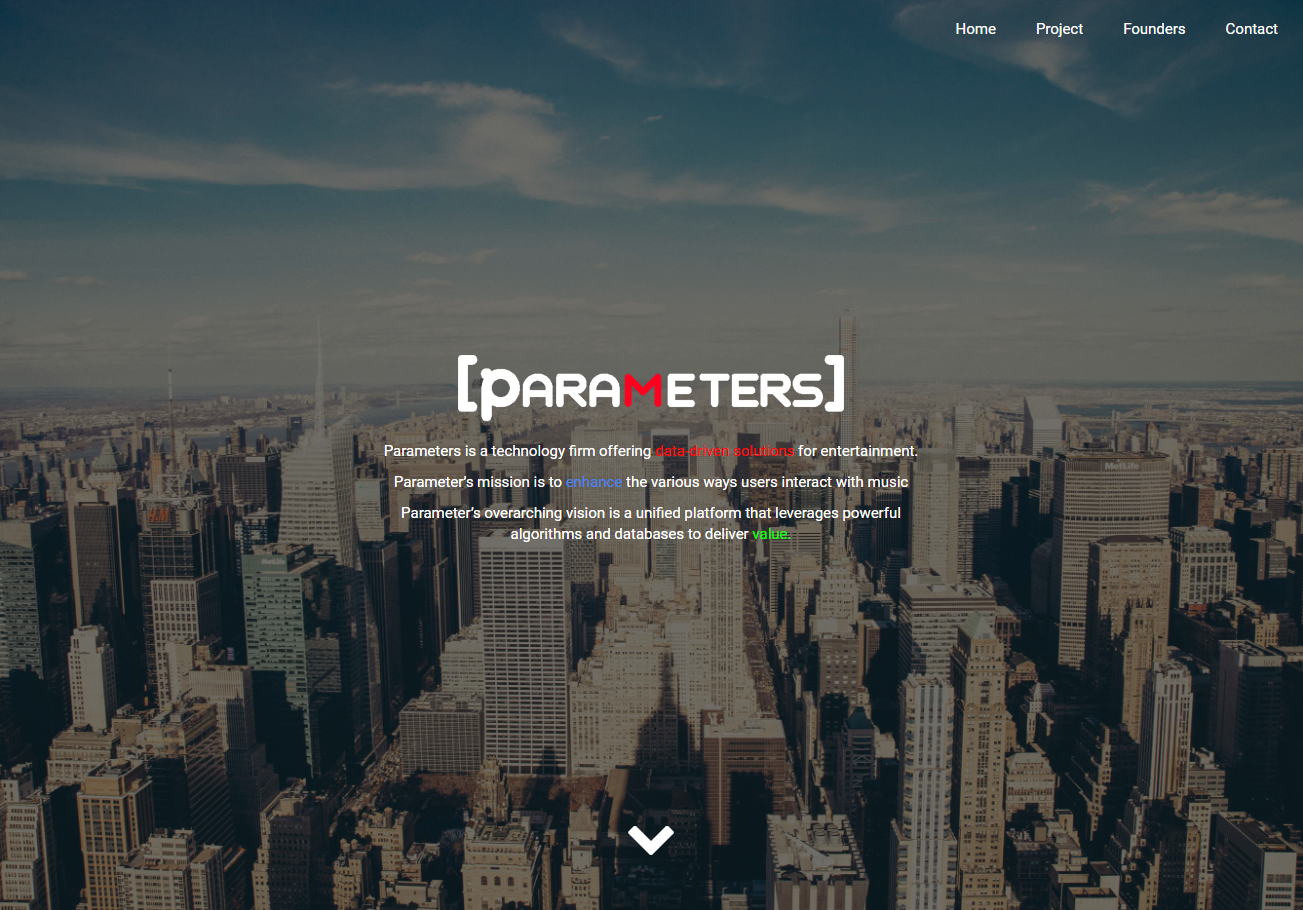 Home Project Founders Contact
[PARAMETERS]
Parameters is a technology firm offering data-driven solutions for entertainment.
Parameter's mission is to enhance the various ways users interact with music
Parameter's overarching vision is a unified platform that leverages powerful
algorithms and databases to deliver value.
MetLife